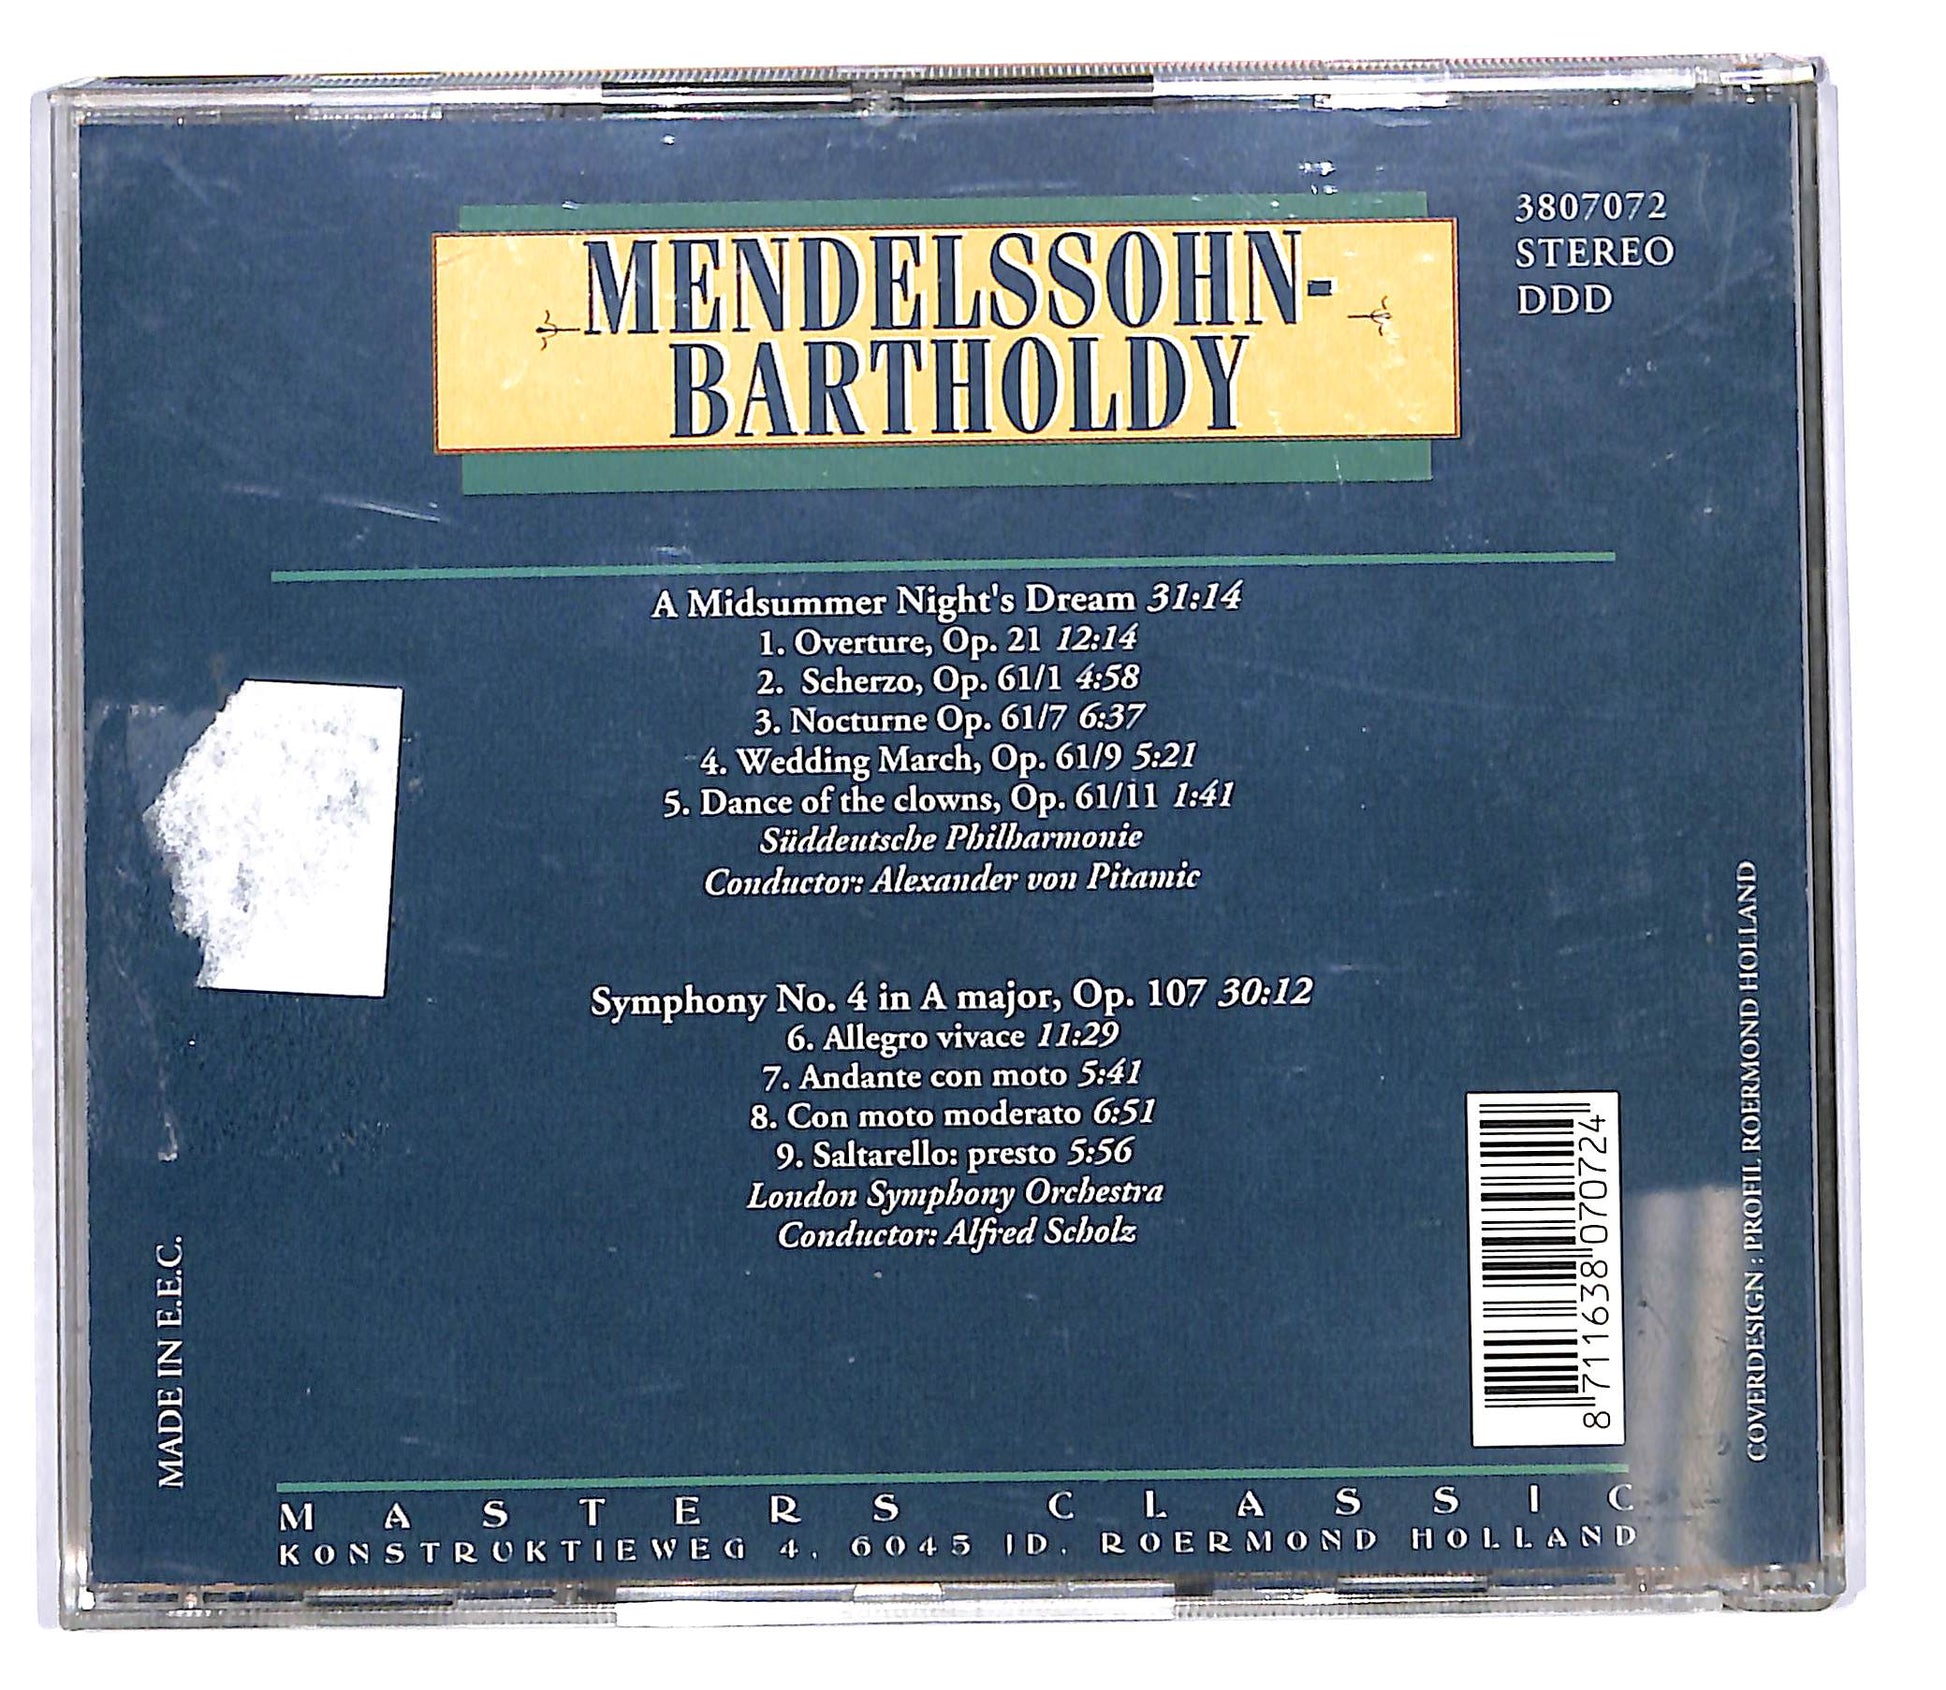 3807072
STEREO
DDD
MENDELSSOHN-
BARTHOLDY
A Midsummer Night's Dream 31:14
1. Overture, Op. 21 12:14
2. Scherzo, Op. 61/1 4:58
3. Nocturne Op. 61/7 6:37
4. Wedding March, Op. 61/9 5:21
5. Dance of the clowns, Op. 61/11 1:41
Süddeutsche Philharmonie
Conductor: Alexander von Pitamic
Symphony No. 4 in A major, Op. 107 30:12
6. Allegro vivace 11:29
7. Andante con moto 5:41
8. Con moto moderato 6:51
9. Saltarello: presto 5:56
London Symphony Orchestra
Conductor: Alfred Scholz
MADE IN E.E.C.
8 711638 070724
COVERDESIGN : PROFIL ROERMOND HOLLAND
MASTERS CLASSIC
KONSTRUKTIEWEG 4, 6045 JD, ROERMOND HOLLAND